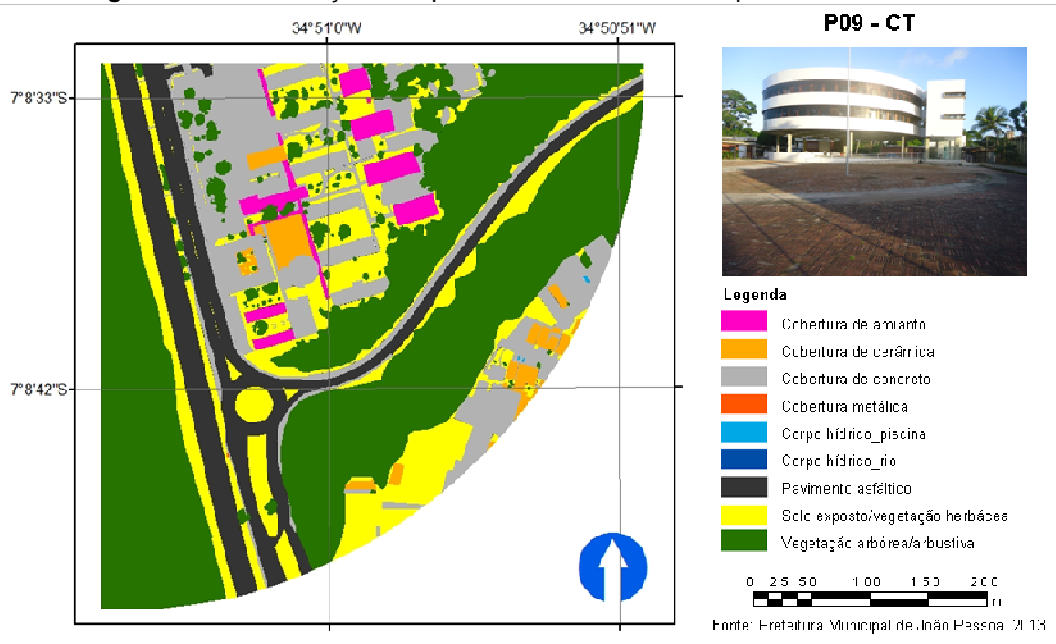 P09 - CT
34°51'0"W
34°50'51"W
7°8'33"S
7°8'42"S
Legenda
Cobertura de amianto
Cobertura de cerâmica
Cobertura de concreto
Cobertura metálica
Corpo hídrico_piscina
Corpo hídrico_rio
Pavimento asfáltico
Solo exposto/vegetação herbácea
Vegetação arbórea/arbustiva
0 25 50 100 150 200
m
Fonte: Prefeitura Municipal de João Pessoa, 2013